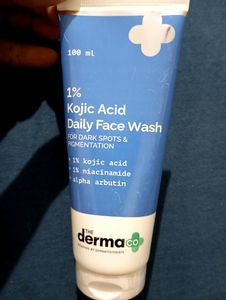 100 ml
1%
Kojic Acid
Daily Face Wash
FOR DARK SPOTS &
PIGMENTATION
1% kojic acid
1% niacinamide
alpha arbutin
THE
derma co